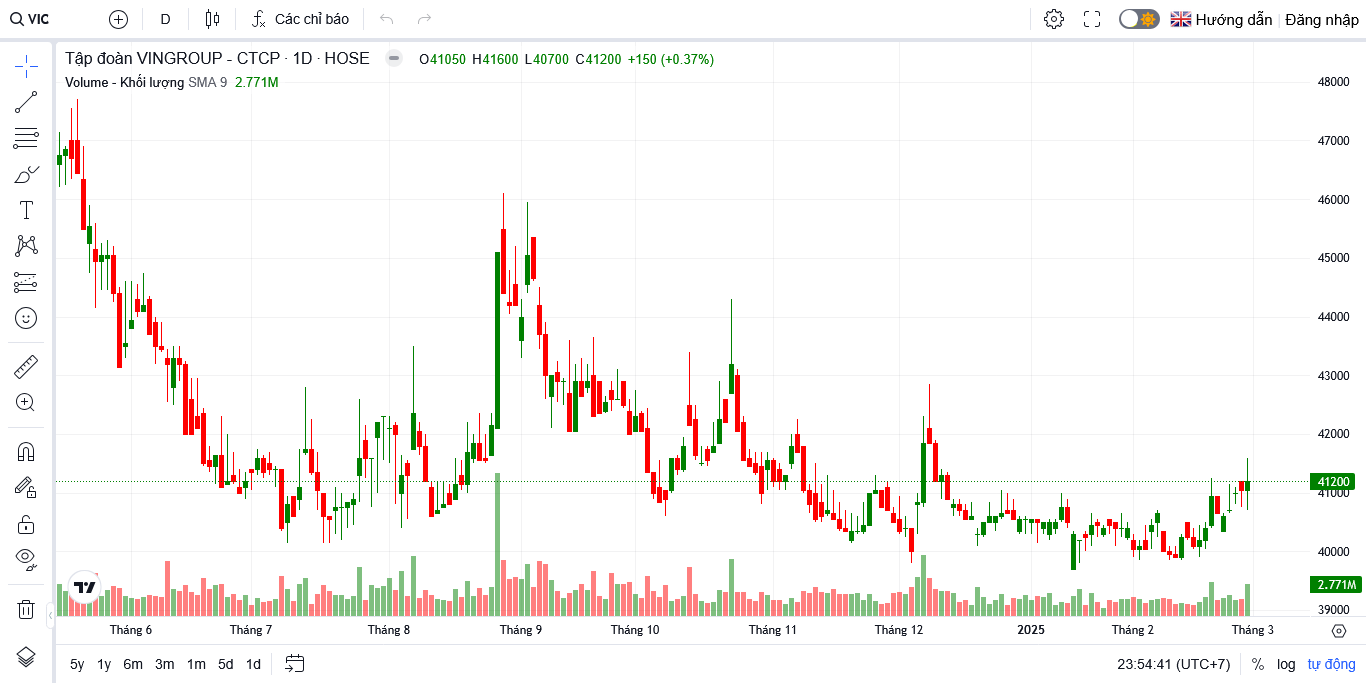 VIC D Các chỉ báo Hướng dẫn Đăng nhập
Tập đoàn VINGROUP - CTCP · 1D · HOSE O41050 H41600 L40700 C41200 +150 (+0.37%)
Volume - Khối lượng SMA 9 2.771M
48000
47000
46000
45000
44000
43000
42000
41200
41000
40000
2.771M
39000
Tháng 6 Tháng 7 Tháng 8 Tháng 9 Tháng 10 Tháng 11 Tháng 12 2025 Tháng 2 Tháng 3
5y 1y 6m 3m 1m 5d 1d 23:54:41 (UTC+7) % log tự động